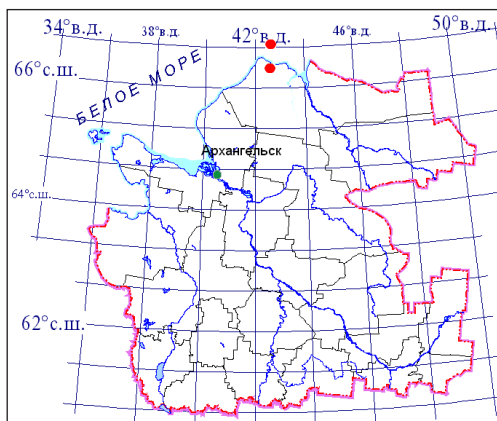 34°в.д.
38°в.д.
42°в.д.
46°в.д.
50°в.д.
66°с.ш.
БЕЛОЕ МОРЕ
Архангельск
64°с.ш.
62°с.ш.